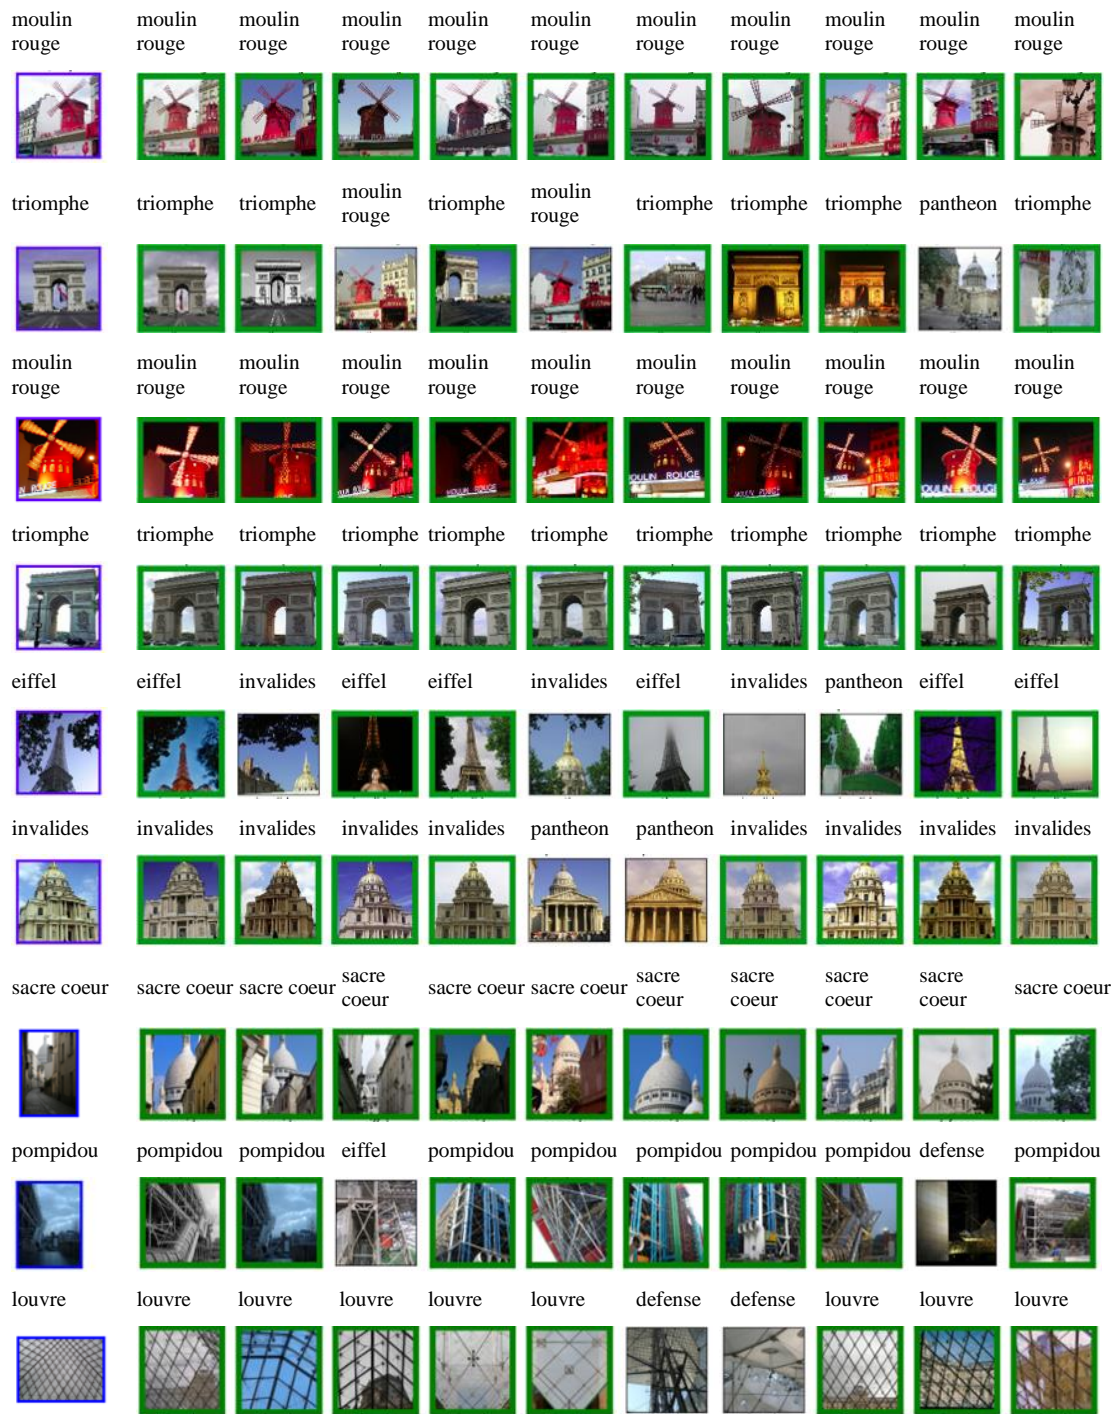 moulin rouge moulin rouge moulin rouge moulin rouge moulin rouge moulin rouge moulin rouge moulin rouge moulin rouge moulin rouge moulin rouge
triomphe triomphe triomphe moulin rouge triomphe moulin rouge triomphe triomphe triomphe pantheon triomphe
moulin rouge moulin rouge moulin rouge moulin rouge moulin rouge moulin rouge moulin rouge moulin rouge moulin rouge moulin rouge moulin rouge
triomphe triomphe triomphe triomphe triomphe triomphe triomphe triomphe triomphe triomphe triomphe
eiffel eiffel invalides eiffel eiffel invalides eiffel invalides pantheon eiffel eiffel
invalides invalides invalides invalides invalides pantheon pantheon invalides invalides invalides invalides
sacre coeur sacre coeur sacre coeur sacre coeur sacre coeur sacre coeur sacre coeur sacre coeur sacre coeur sacre coeur sacre coeur
pompidou pompidou pompidou eiffel pompidou pompidou pompidou pompidou pompidou defense pompidou
louvre louvre louvre louvre louvre louvre defense defense louvre louvre louvre